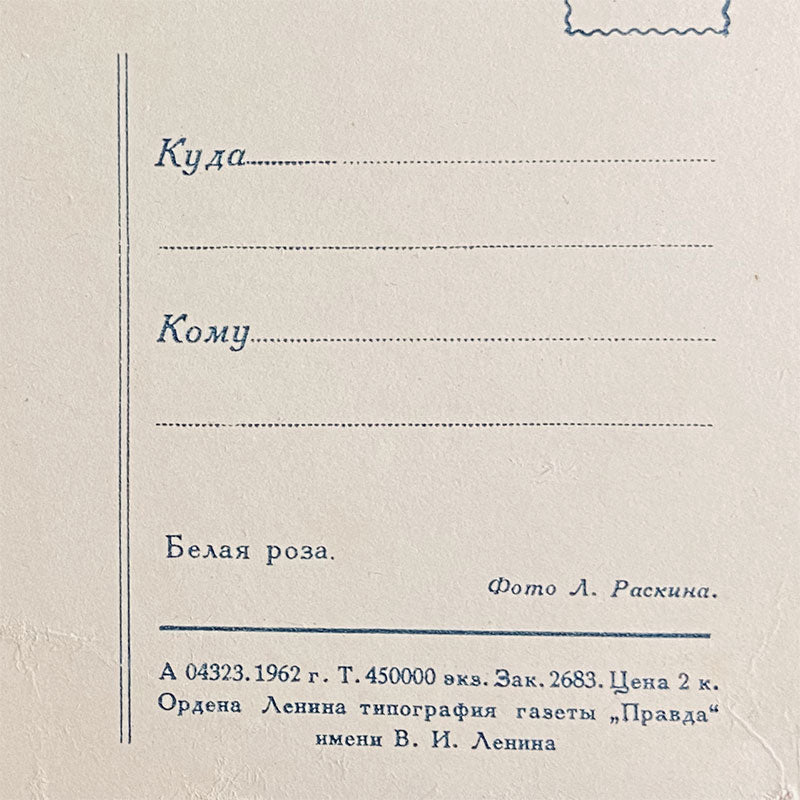 Куда
Кому
Белая роза.
Фото Л. Раскина.
А 04323. 1962 г. Т. 450000 экз. Зак. 2683. Цена 2 к.
Ордена Ленина типография газеты „Правда“
имени В. И. Ленина